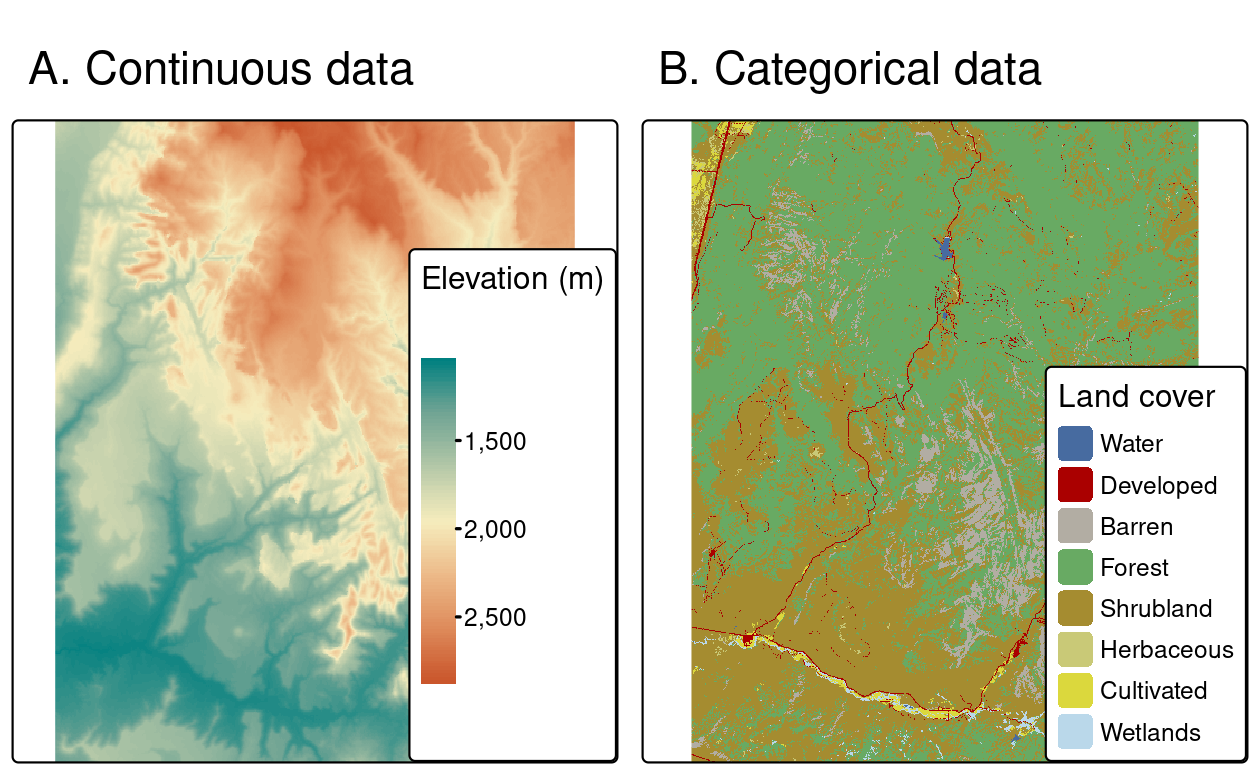 A. Continuous data
Elevation (m)
1,500
2,000
2,500
B. Categorical data
Land cover
Water
Developed
Barren
Forest
Shrubland
Herbaceous
Cultivated
Wetlands